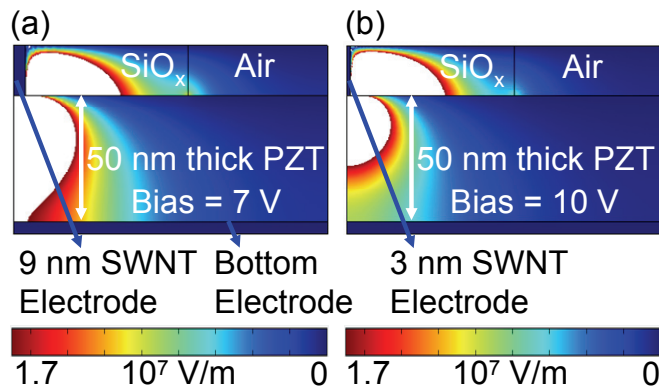 (a)
SiOₓ Air
50 nm thick PZT
Bias = 7 V
9 nm SWNT Bottom
Electrode Electrode
1.7 10⁷ V/m 0
(b)
SiOₓ Air
50 nm thick PZT
Bias = 10 V
3 nm SWNT
Electrode
1.7 10⁷ V/m 0